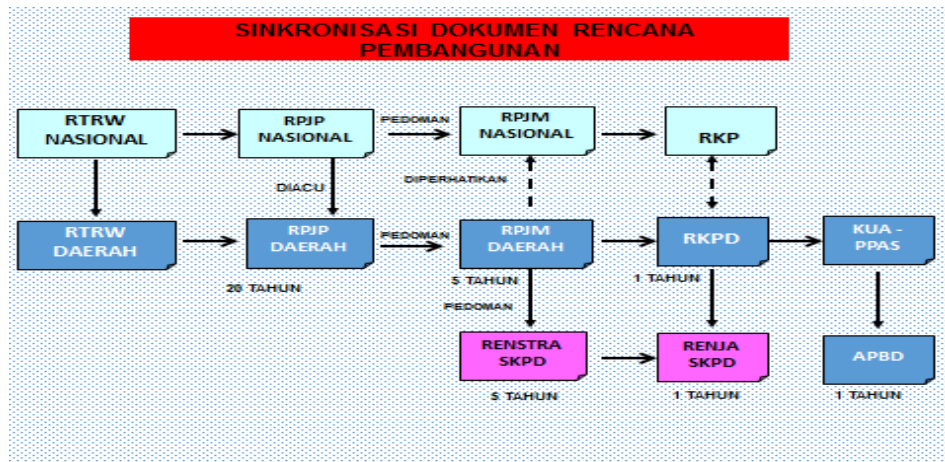 SINKRONISASI DOKUMEN RENCANA
PEMBANGUNAN
RTRW
NASIONAL
RPJP
NASIONAL
PEDOMAN
RPJM
NASIONAL
RKP
DIACU
DIPERHATIKAN
RTRW
DAERAH
RPJP
DAERAH
PEDOMAN
RPJM
DAERAH
RKPD
KUA -
PPAS
20 TAHUN
5 TAHUN
1 TAHUN
PEDOMAN
RENSTRA
SKPD
RENJA
SKPD
APBD
5 TAHUN
1 TAHUN
1 TAHUN